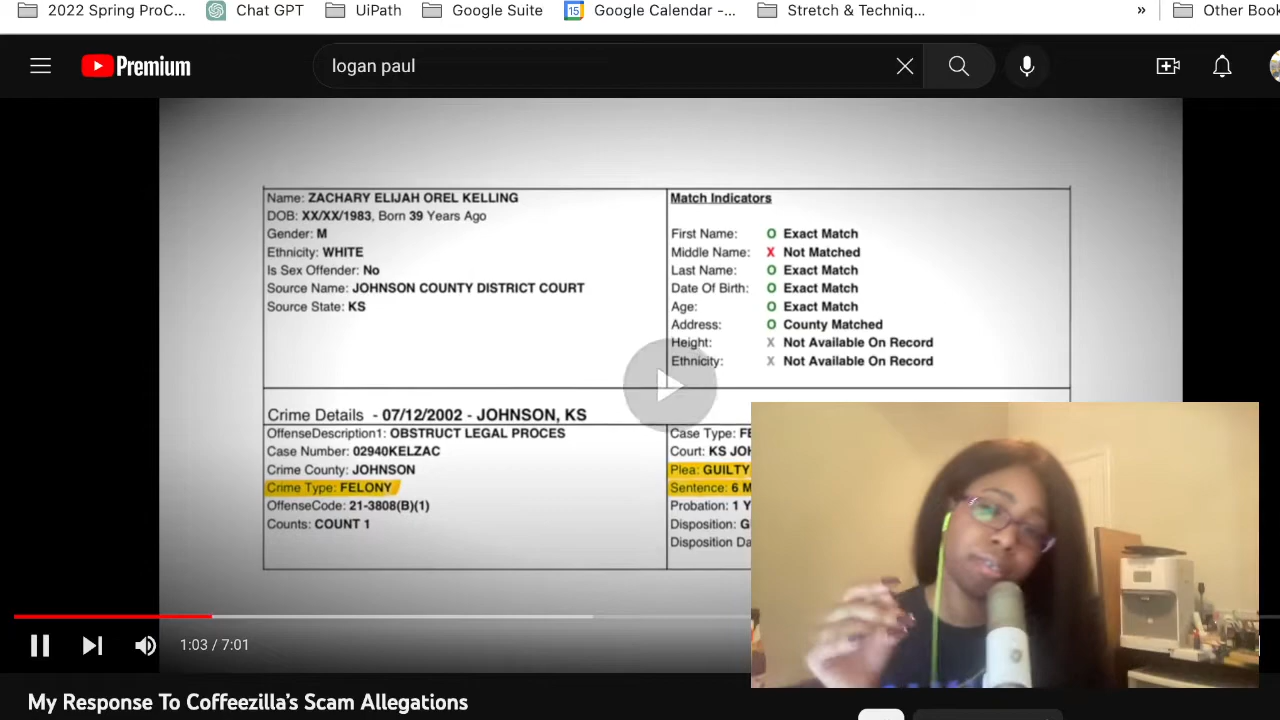 2022 Spring ProC...
Chat GPT
UiPath
Google Suite
15
Google Calendar -...
Stretch & Techniq...
»
Other Book
Premium
logan paul
Name: ZACHARY ELIJAH OREL KELLING
DOB: XX/XX/1983, Born 39 Years Ago
Gender: M
Ethnicity: WHITE
Is Sex Offender: No
Source Name: JOHNSON COUNTY DISTRICT COURT
Source State: KS
Match Indicators
First Name: O Exact Match
Middle Name: X Not Matched
Last Name: O Exact Match
Date Of Birth: O Exact Match
Age: O Exact Match
Address: O County Matched
Height: X Not Available On Record
Ethnicity: X Not Available On Record
Crime Details - 07/12/2002 - JOHNSON, KS
OffenseDescription1: OBSTRUCT LEGAL PROCES
Case Number: 02940KELZAC
Crime County: JOHNSON
Crime Type: FELONY
OffenseCode: 21-3808(B)(1)
Counts: COUNT 1
Case Type: FE
Court: KS JO
Plea: GUILTY
Sentence: 6 M
Probation: 1 Y
Disposition: G
Disposition Da
1:03 / 7:01
My Response To Coffeezilla's Scam Allegations